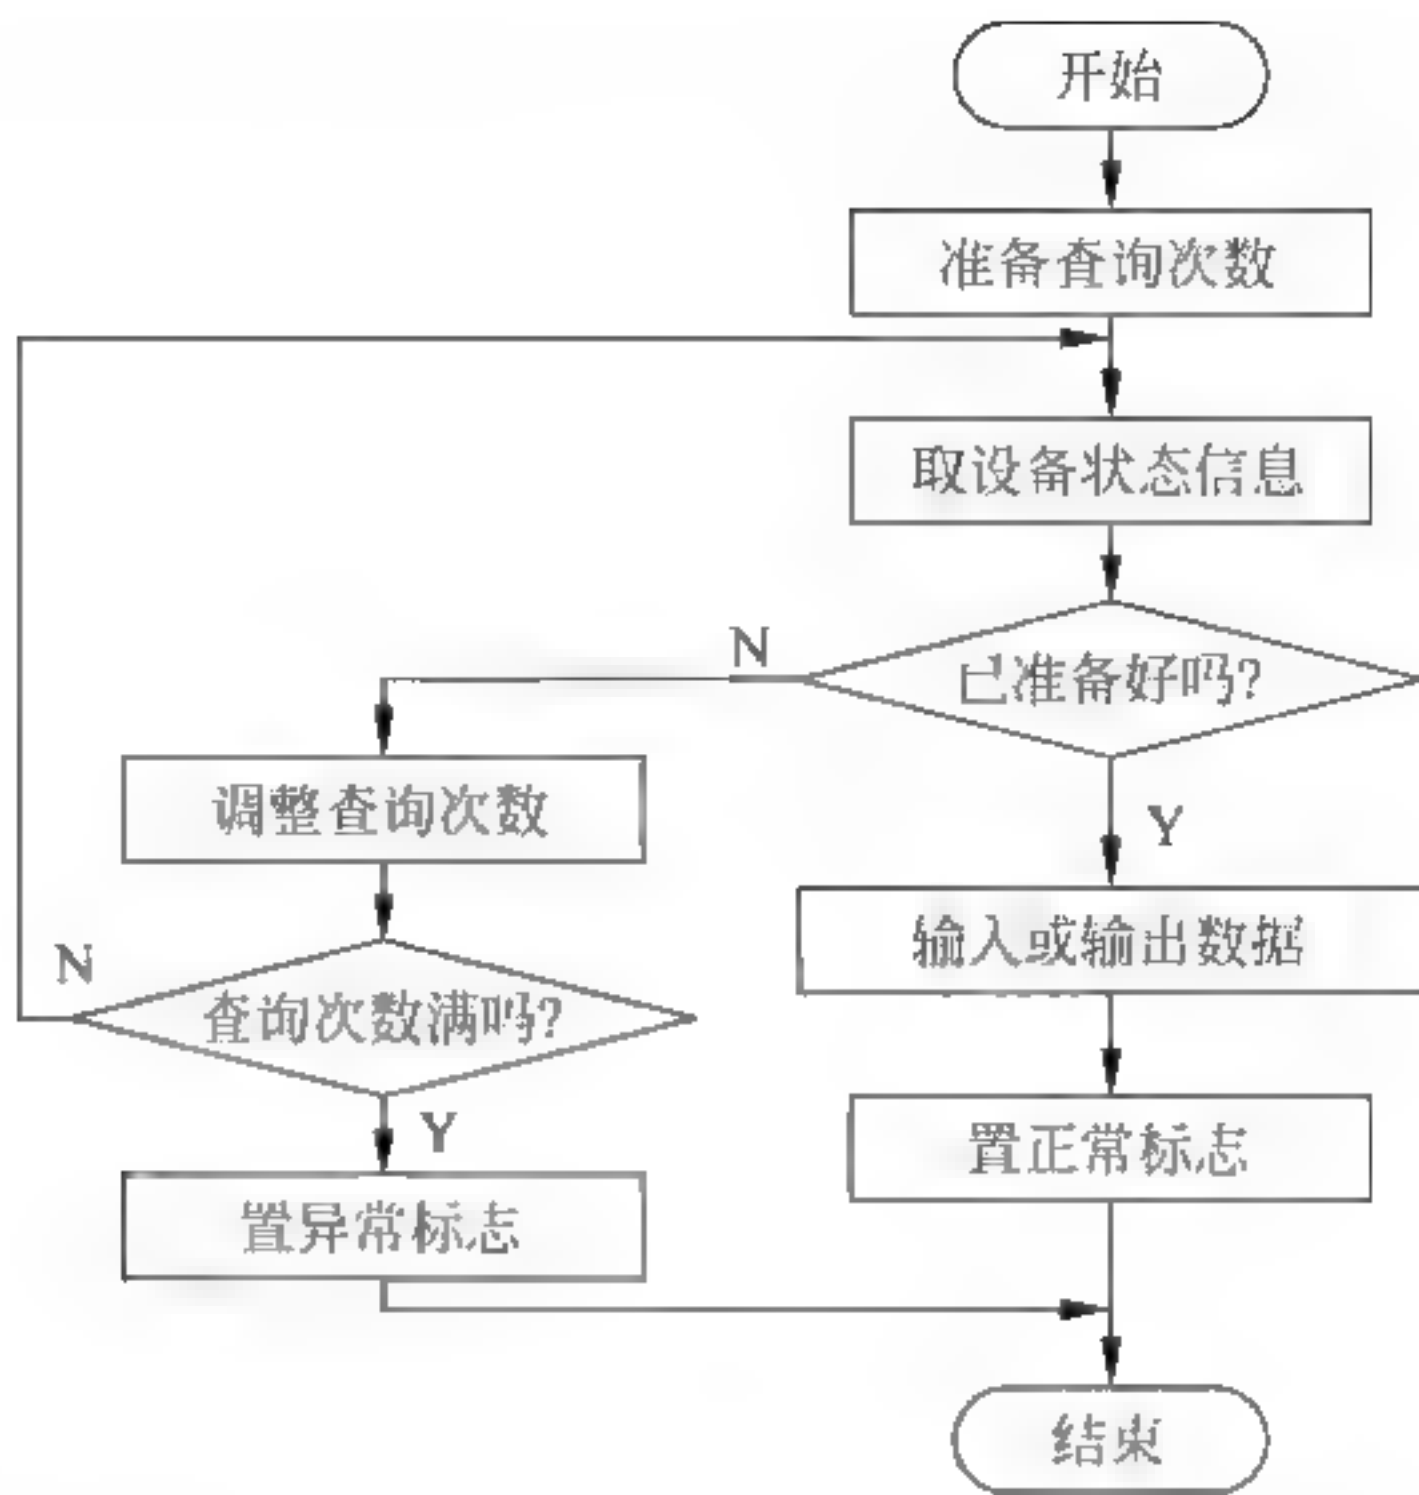 开始
准备查询次数
取设备状态信息
N
已准备好吗?
调整查询次数
Y
输入或输出数据
N
查询次数满吗?
Y
置正常标志
置异常标志
结束